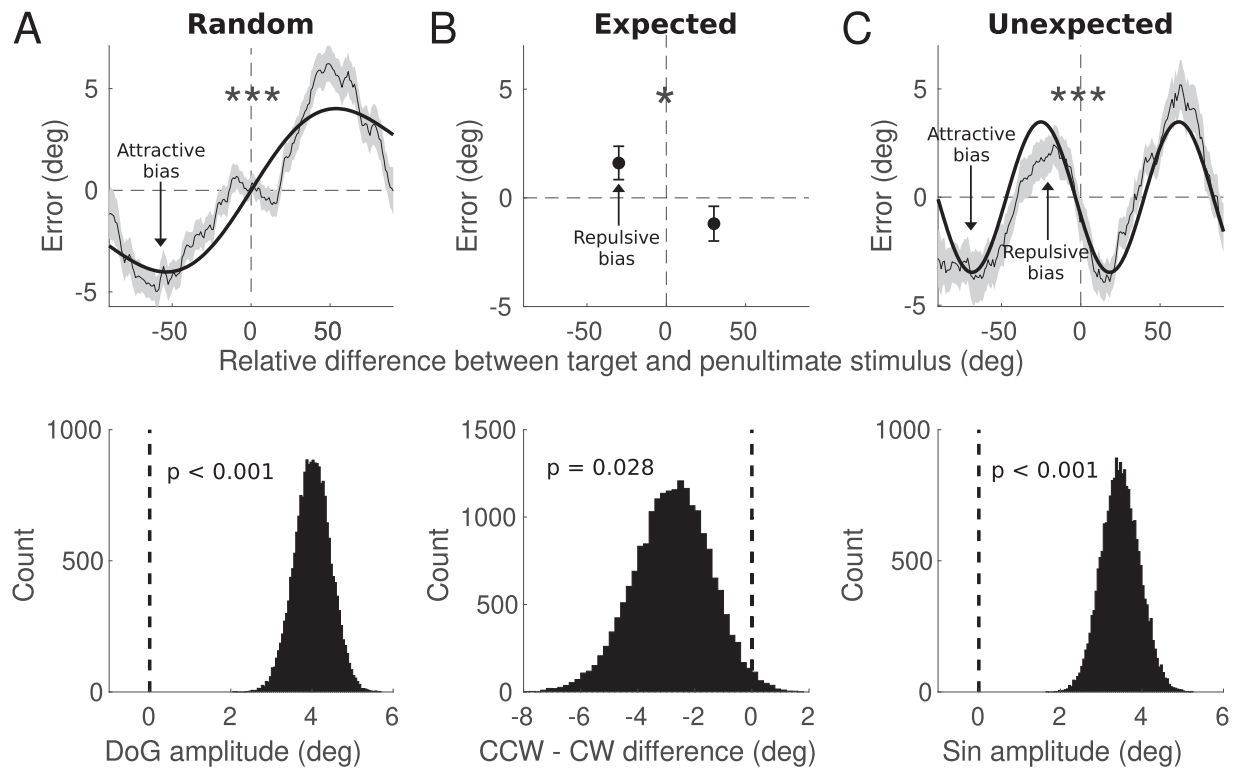 A
Random
B
Expected
C
Unexpected
Error (deg)
5
0
-5
-50
0
50
***
Attractive
bias
Error (deg)
5
0
-5
-50
0
50
*
Repulsive
bias
Error (deg)
5
0
-5
-50
0
50
***
Attractive
bias
Repulsive
bias
Relative difference between target and penultimate stimulus (deg)
Count
1000
500
0
p < 0.001
0
2
4
6
DoG amplitude (deg)
Count
1500
1000
500
0
p = 0.028
-8
-6
-4
-2
0
2
CCW - CW difference (deg)
Count
1000
500
0
p < 0.001
0
2
4
6
Sin amplitude (deg)